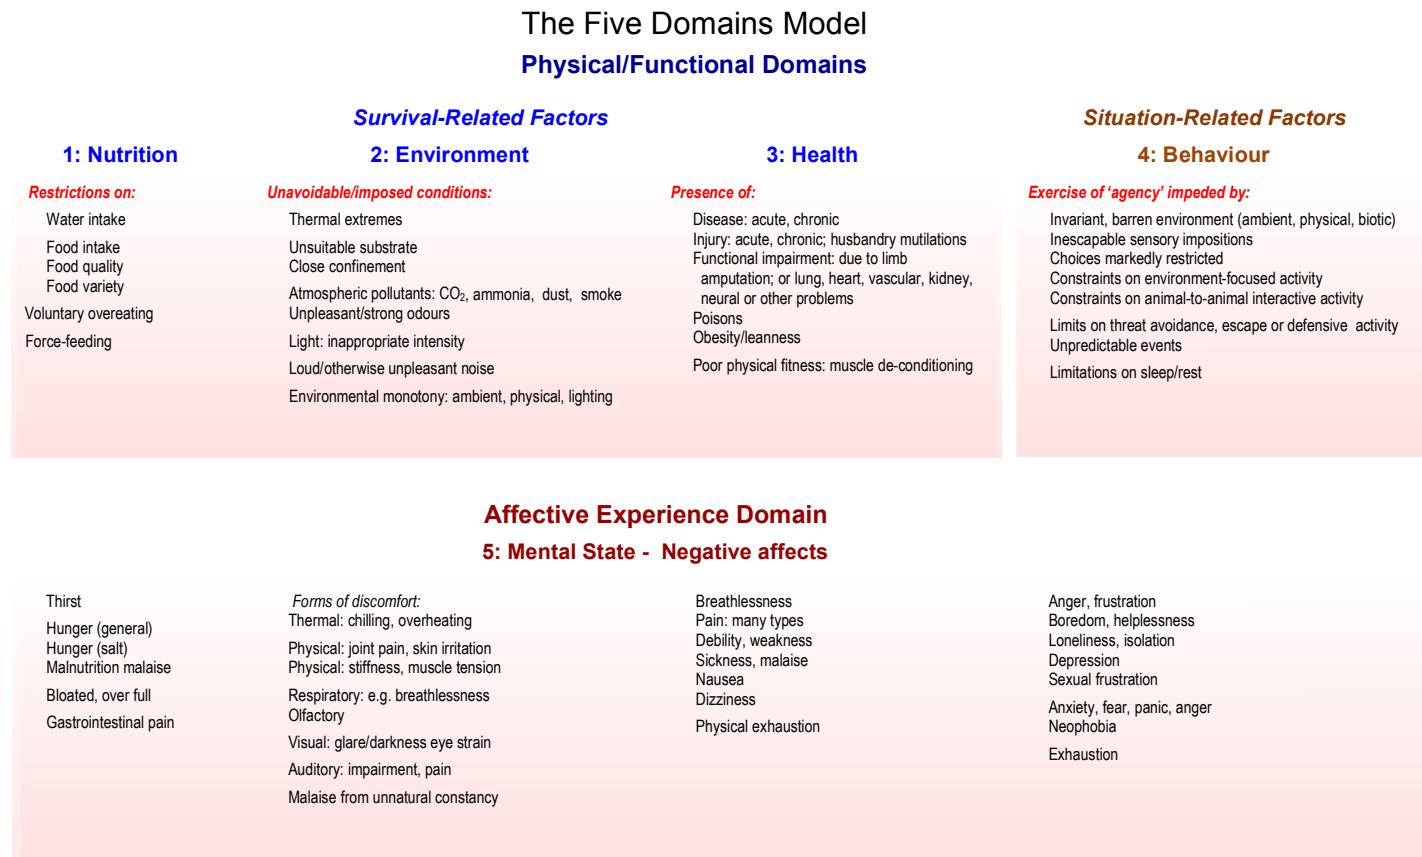 The Five Domains Model
Physical/Functional Domains
Survival-Related Factors
Situation-Related Factors
1: Nutrition
2: Environment
3: Health
4: Behaviour
Restrictions on:
Water intake
Food intake
Food quality
Food variety
Voluntary overeating
Force-feeding
Unavoidable/imposed conditions:
Thermal extremes
Unsuitable substrate
Close confinement
Atmospheric pollutants: CO2, ammonia, dust, smoke
Unpleasant/strong odours
Light: inappropriate intensity
Loud/otherwise unpleasant noise
Environmental monotony: ambient, physical, lighting
Presence of:
Disease: acute, chronic
Injury: acute, chronic; husbandry mutilations
Functional impairment: due to limb
amputation; or lung, heart, vascular, kidney,
neural or other problems
Poisons
Obesity/leanness
Poor physical fitness: muscle de-conditioning
Exercise of ‘agency’ impeded by:
Invariant, barren environment (ambient, physical, biotic)
Inescapable sensory impositions
Choices markedly restricted
Constraints on environment-focused activity
Constraints on animal-to-animal interactive activity
Limits on threat avoidance, escape or defensive activity
Unpredictable events
Limitations on sleep/rest
Affective Experience Domain
5: Mental State - Negative affects
Thirst
Hunger (general)
Hunger (salt)
Malnutrition malaise
Bloated, over full
Gastrointestinal pain
Forms of discomfort:
Thermal: chilling, overheating
Physical: joint pain, skin irritation
Physical: stiffness, muscle tension
Respiratory: e.g. breathlessness
Olfactory
Visual: glare/darkness eye strain
Auditory: impairment, pain
Malaise from unnatural constancy
Breathlessness
Pain: many types
Debility, weakness
Sickness, malaise
Nausea
Dizziness
Physical exhaustion
Anger, frustration
Boredom, helplessness
Loneliness, isolation
Depression
Sexual frustration
Anxiety, fear, panic, anger
Neophobia
Exhaustion